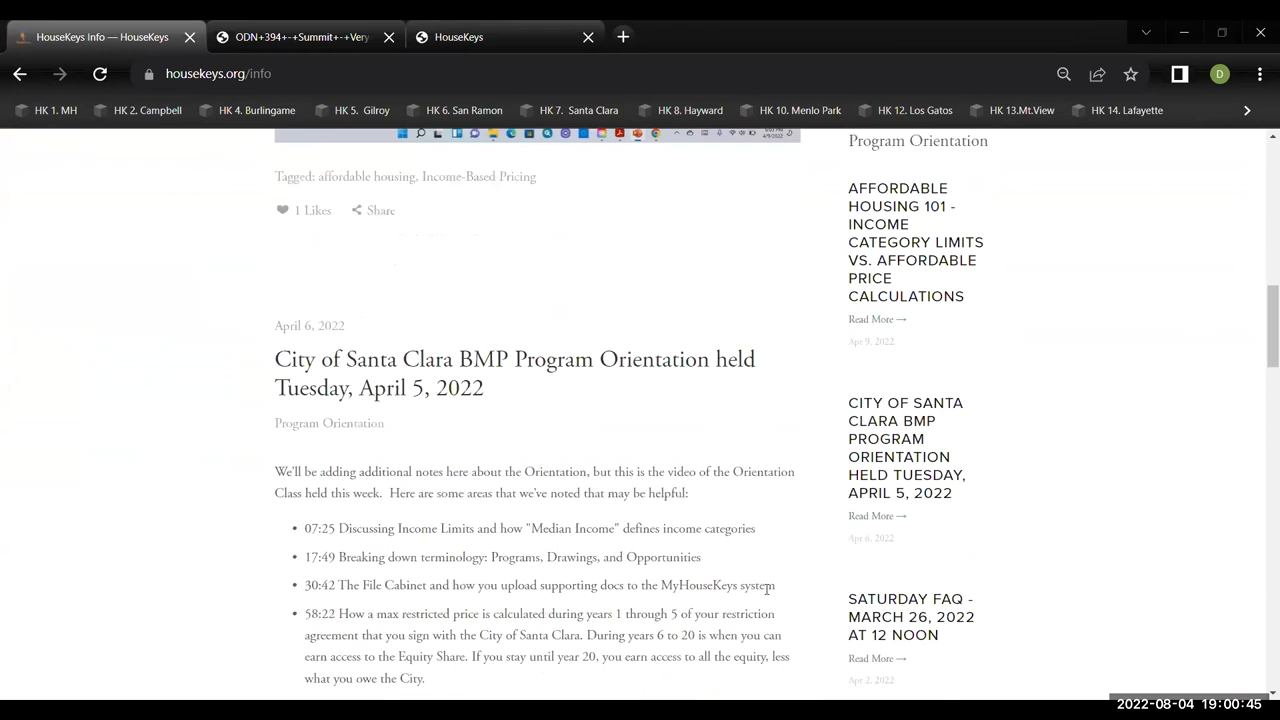 HouseKeys Info — HouseKeys
ODN+394+-+Summit+-+Very
HouseKeys
housekeys.org/info
D
HK 1. MH
HK 2. Campbell
HK 4. Burlingame
HK 5. Gilroy
HK 6. San Ramon
HK 7. Santa Clara
HK 8. Hayward
HK 10. Menlo Park
HK 12. Los Gatos
HK 13.Mt.View
HK 14. Lafayette
Tagged: affordable housing, Income-Based Pricing
1 Likes
Share
April 6, 2022
City of Santa Clara BMP Program Orientation held
Tuesday, April 5, 2022
Program Orientation
We'll be adding additional notes here about the Orientation, but this is the video of the Orientation
Class held this week. Here are some areas that we've noted that may be helpful:
• 07:25 Discussing Income Limits and how "Median Income" defines income categories
• 17:49 Breaking down terminology: Programs, Drawings, and Opportunities
• 30:42 The File Cabinet and how you upload supporting docs to the MyHouseKeys system
• 58:22 How a max restricted price is calculated during years 1 through 5 of your restriction
agreement that you sign with the City of Santa Clara. During years 6 to 20 is when you can
earn access to the Equity Share. If you stay until year 20, you earn access to all the equity, less
what you owe the City.
Program Orientation
AFFORDABLE
HOUSING 101 -
INCOME
CATEGORY LIMITS
VS. AFFORDABLE
PRICE
CALCULATIONS
Read More →
Apr 9, 2022
CITY OF SANTA
CLARA BMP
PROGRAM
ORIENTATION
HELD TUESDAY,
APRIL 5, 2022
Read More →
Apr 6, 2022
SATURDAY FAQ -
MARCH 26, 2022
AT 12 NOON
Read More →
Apr 2, 2022
2022-08-04 19:00:45